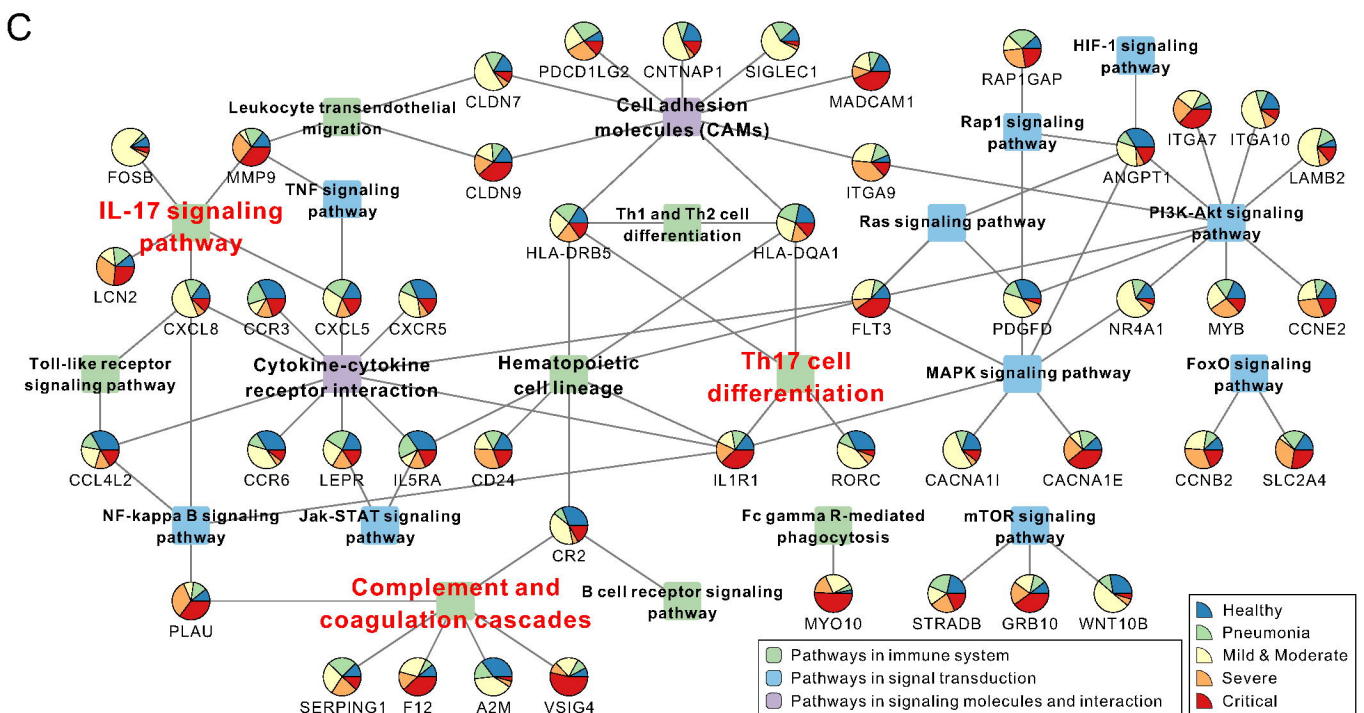 C
PDCD1LG2
CNTNAP1
SIGLEC1
RAP1GAP
HIF-1 signaling
pathway
CLDN7
MADCAM1
Leukocyte transendothelial
migration
Cell adhesion
molecules (CAMs)
Rap1 signaling
pathway
ITGA7
ITGA10
FOSB
MMP9
CLDN9
ITGA9
ANGPT1
LAMB2
TNF signaling
pathway
IL-17 signaling
pathway
Th1 and Th2 cell
differentiation
Ras signaling pathway
PI3K-Akt signaling
pathway
HLA-DRB5
HLA-DQA1
LCN2
CXCL8
CCR3
CXCL5
CXCR5
FLT3
PDGFD
NR4A1
MYB
CCNE2
Toll-like receptor
signaling pathway
Cytokine-cytokine
receptor interaction
Hematopoietic
cell lineage
Th17 cell
differentiation
MAPK signaling pathway
FoxO signaling
pathway
CCL4L2
CCR6
LEPR
IL5RA
CD24
IL1R1
RORC
CACNA1I
CACNA1E
CCNB2
SLC2A4
NF-kappa B signaling
pathway
Jak-STAT signaling
pathway
CR2
Fc gamma R-mediated
phagocytosis
mTOR signaling
pathway
Complement and
coagulation cascades
B cell receptor signaling
pathway
PLAU
MYO10
STRADB
GRB10
WNT10B
SERPING1
F12
A2M
VSIG4
Pathways in immune system
Pathways in signal transduction
Pathways in signaling molecules and interaction
Healthy
Pneumonia
Mild & Moderate
Severe
Critical